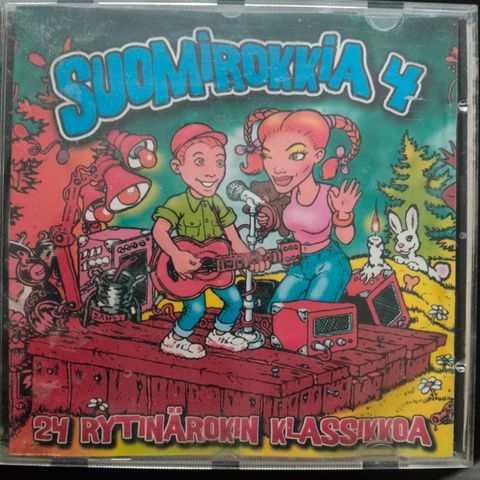 SUOMiROKKiA 4
24 RYTINÄROKIN KLASSIKKOA